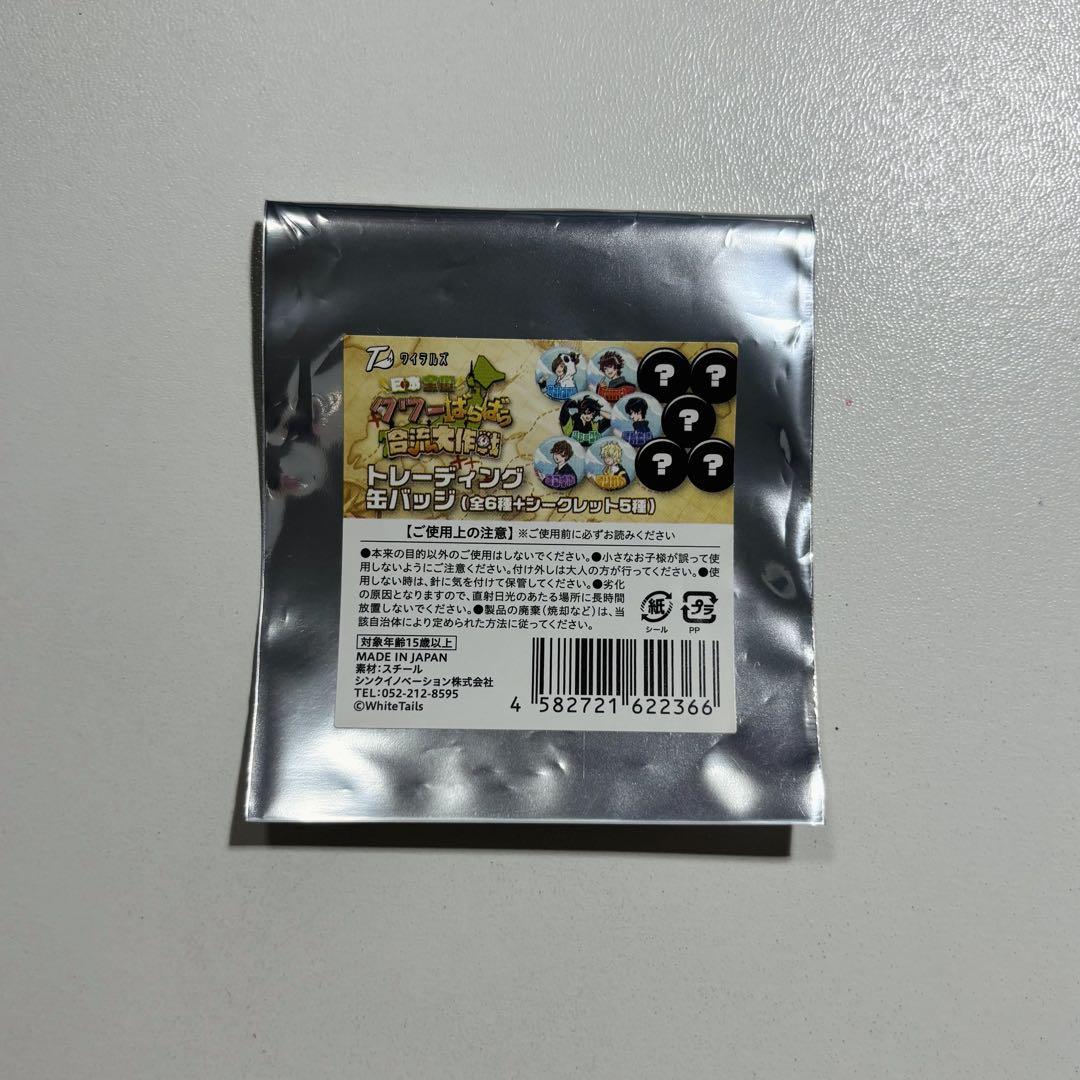 ワイテルズ
日本全国
クワーばらばら
合流大作戦
トレーディング
缶バッジ(全6種+シークレット5種)
? ?
?
? ?
【ご使用上の注意】※ご使用前に必ずお読みください
●本来の目的以外のご使用はしないでください。●小さなお子様が誤って使
用しないようにご注意ください。付け外しは大人の方が行ってください。●使
用しない時は、針に気を付けて保管してください。●劣化
の原因となりますので、直射日光のあたる場所に長時間
放置しないでください。●製品の廃棄(焼却など)は、当
該自治体により定められた方法に従ってください。
紙
シール
プラ
PP
対象年齢15歳以上
MADE IN JAPAN
素材:スチール
シンクイノベーション株式会社
TEL:052-212-8595
©WhiteTails
4 582721 622366